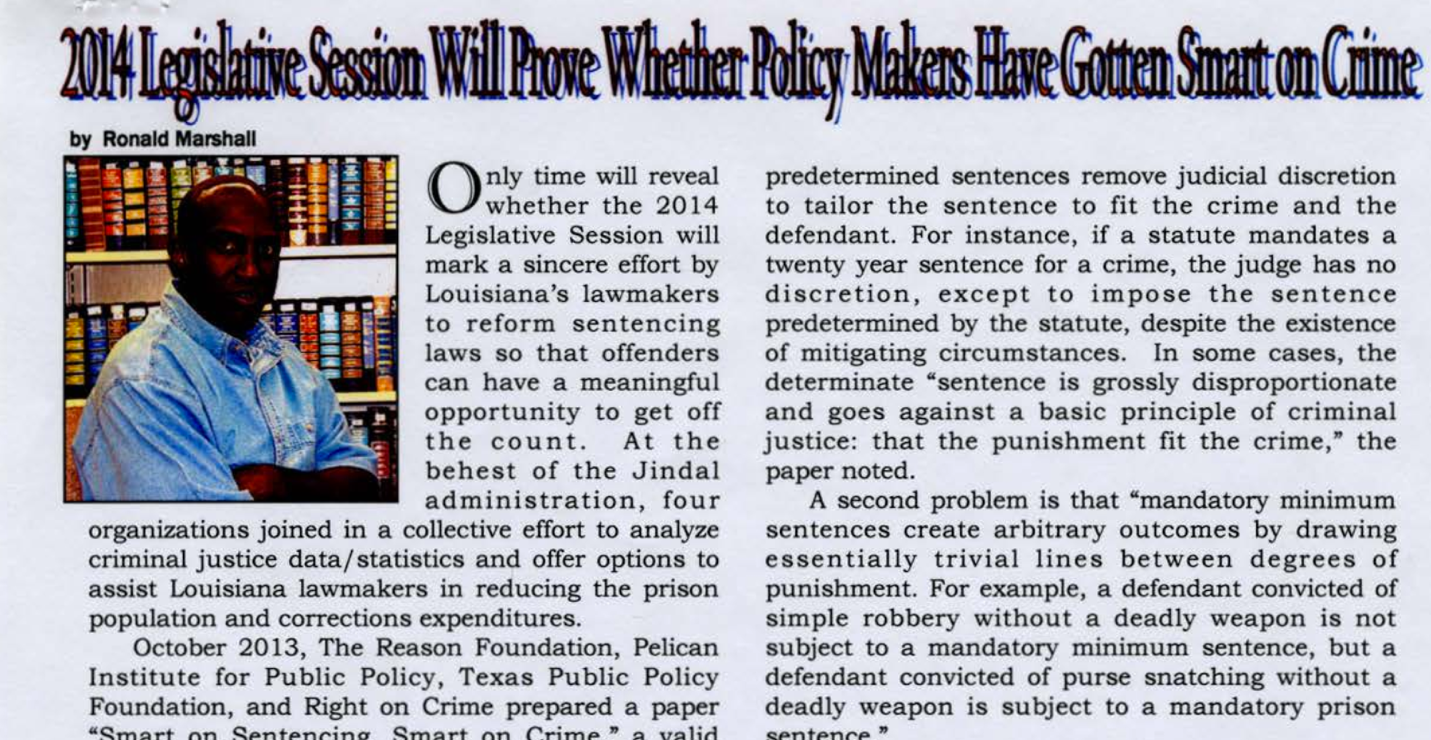 2014 Legislative Session Will Prove Whether Policy Makers Have Gotten Smart on Crime
by Ronald Marshall
Only time will reveal
whether the 2014
Legislative Session will
mark a sincere effort by
Louisiana's lawmakers
to reform sentencing
laws so that offenders
can have a meaningful
opportunity to get off
the count. At the
behest of the Jindal
administration, four
organizations joined in a collective effort to analyze
criminal justice data/statistics and offer options to
assist Louisiana lawmakers in reducing the prison
population and corrections expenditures.
October 2013, The Reason Foundation, Pelican
Institute for Public Policy, Texas Public Policy
Foundation, and Right on Crime prepared a paper
"Smart on Sentencing, Smart on Crime," a valid
predetermined sentences remove judicial discretion
to tailor the sentence to fit the crime and the
defendant. For instance, if a statute mandates a
twenty year sentence for a crime, the judge has no
discretion, except to impose the sentence
predetermined by the statute, despite the existence
of mitigating circumstances. In some cases, the
determinate "sentence is grossly disproportionate
and goes against a basic principle of criminal
justice: that the punishment fit the crime," the
paper noted.
A second problem is that "mandatory minimum
sentences create arbitrary outcomes by drawing
essentially trivial lines between degrees of
punishment. For example, a defendant convicted of
simple robbery without a deadly weapon is not
subject to a mandatory minimum sentence, but a
defendant convicted of purse snatching without a
deadly weapon is subject to a mandatory prison
sentence."